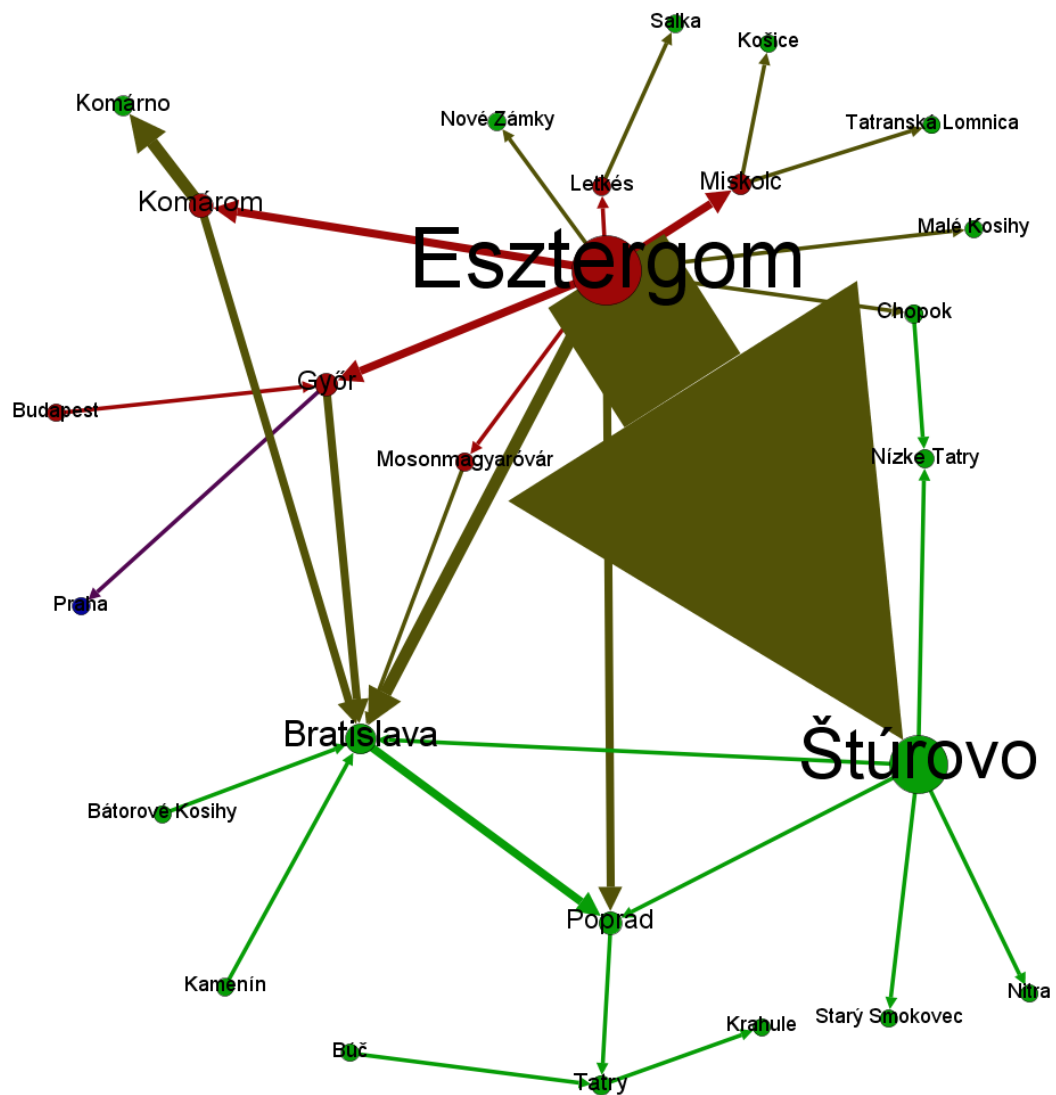 Salka
Košice
Komárno
Nové Zámky
Tatranská Lomnica
Letkés
Miskolc
Komárom
Malé Kosihy
Esztergom
Chopok
Győr
Budapest
Mosonmagyaróvár
Nízke Tatry
Praha
Bratislava
Štúrovo
Bátorové Kosihy
Poprad
Kamenín
Nitra
Starý Smokovec
Krahule
Búč
Tatry